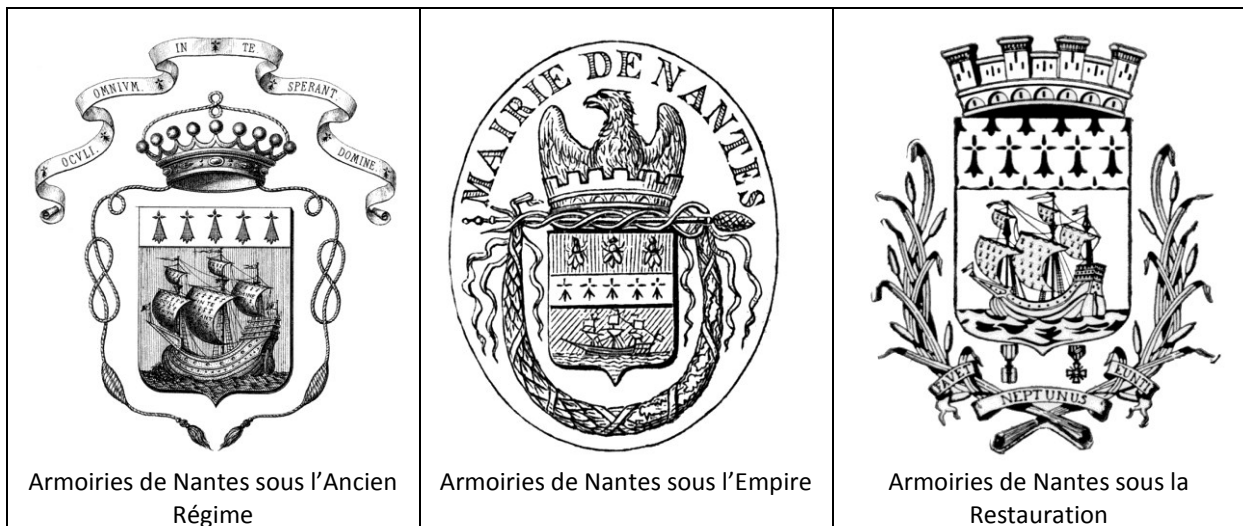 OCVLI. OMNIVM. IN TE. SPERANT. DOMINE.
Armoiries de Nantes sous l’Ancien
Régime
MAIRIE DE NANTES
Armoiries de Nantes sous l’Empire
FAVET NEPTUNUS EUNTI
Armoiries de Nantes sous la
Restauration